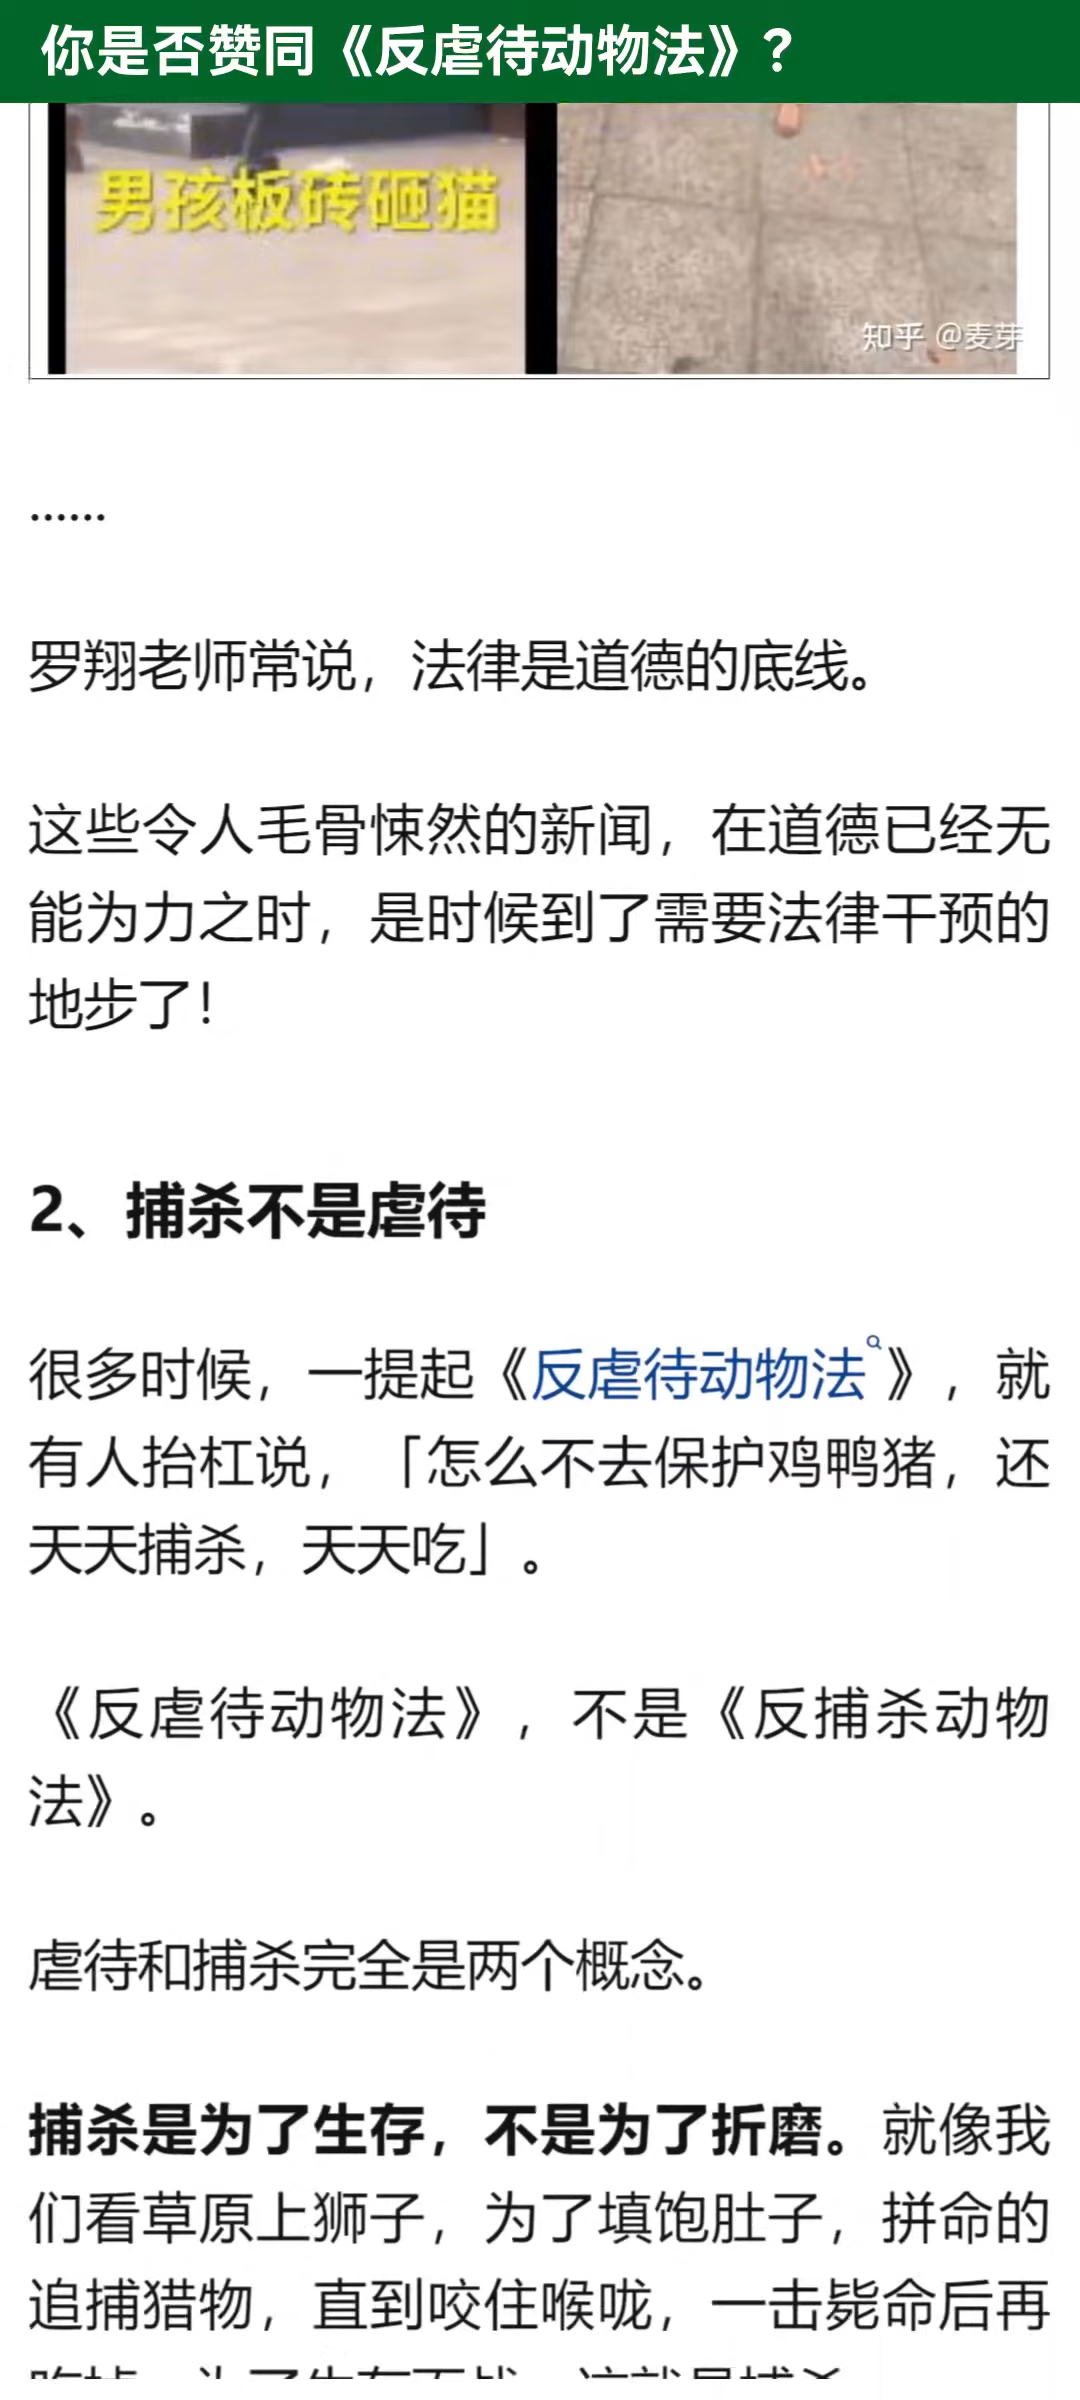 你是否赞同《反虐待动物法》?
男孩板砖砸猫
知乎 @麦芽
……
罗翔老师常说，法律是道德的底线。
这些令人毛骨悚然的新闻，在道德已经无
能为力之时，是时候到了需要法律干预的
地步了！
2、捕杀不是虐待
很多时候，一提起《反虐待动物法》，就
有人抬杠说，「怎么不去保护鸡鸭猪，还
天天捕杀，天天吃」。
《反虐待动物法》，不是《反捕杀动物
法》。
虐待和捕杀完全是两个概念。
捕杀是为了生存，不是为了折磨。就像我
们看草原上狮子，为了填饱肚子，拼命的
追捕猎物，直到咬住喉咙，一击毙命后再